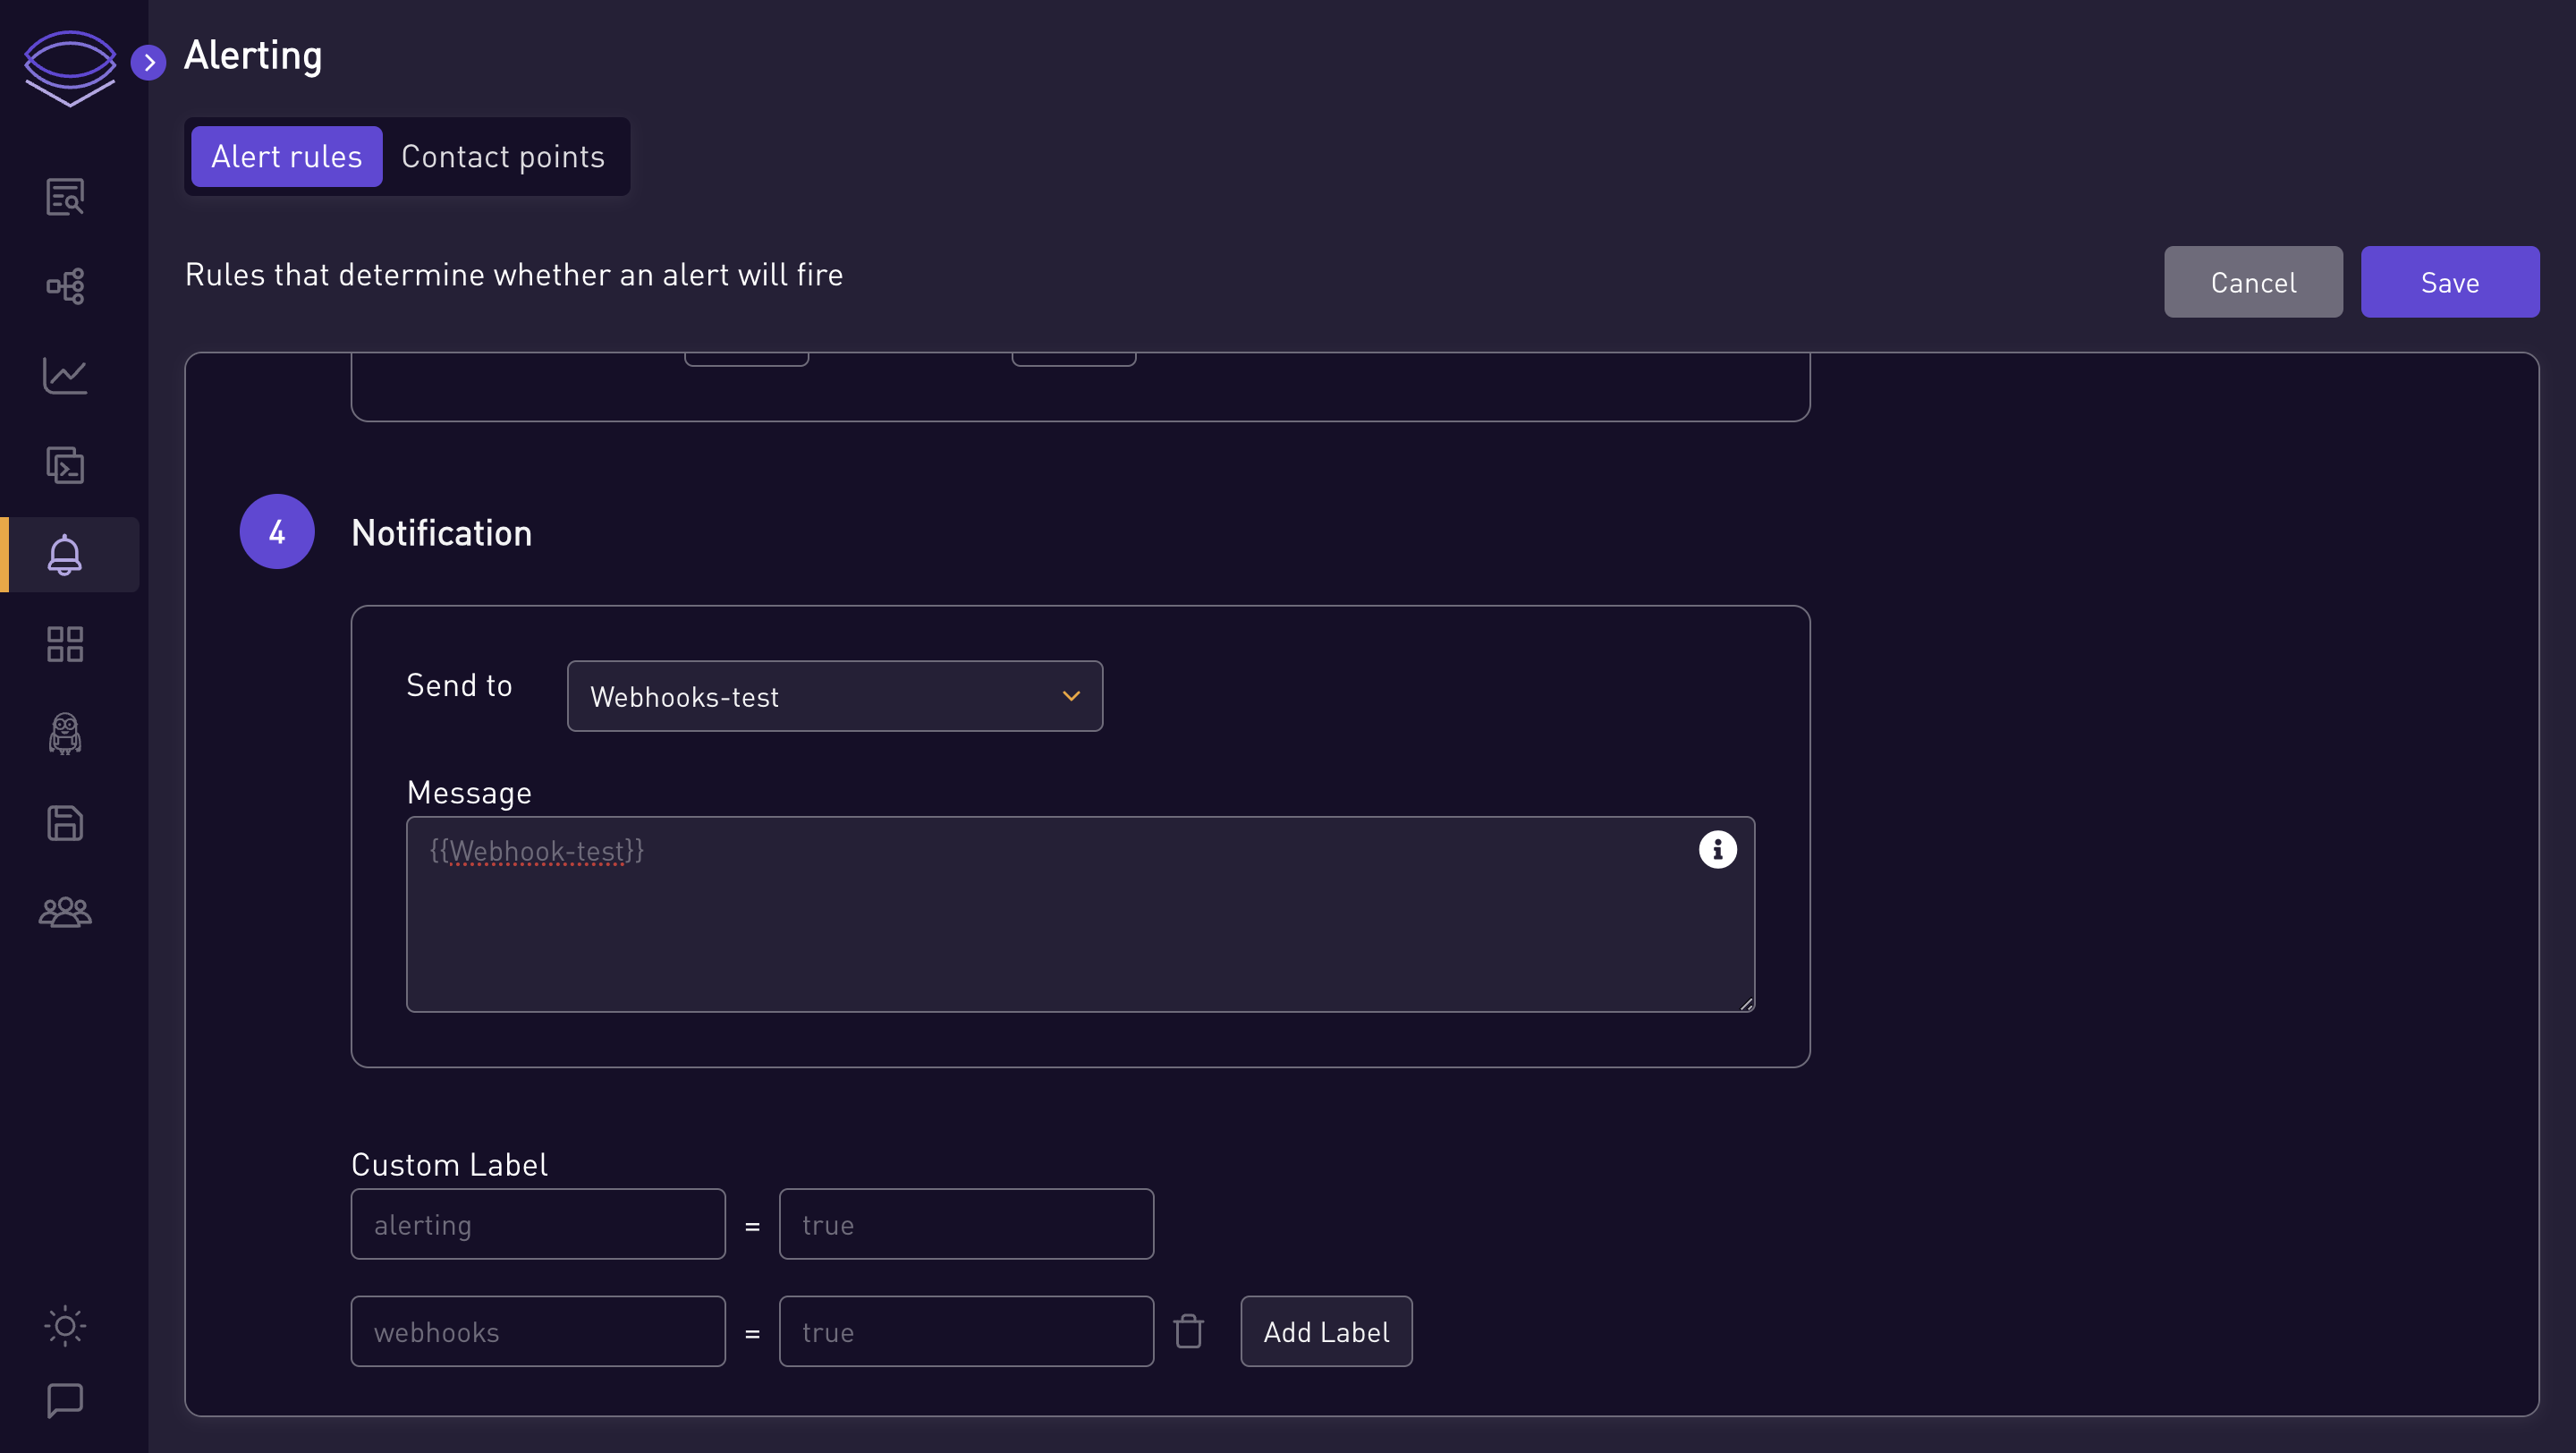 Alerting
Alert rules Contact points
Rules that determine whether an alert will fire
Cancel Save
4 Notification
Send to Webhooks-test
Message
{{Webhook-test}}
Custom Label
alerting = true
webhooks = true Add Label